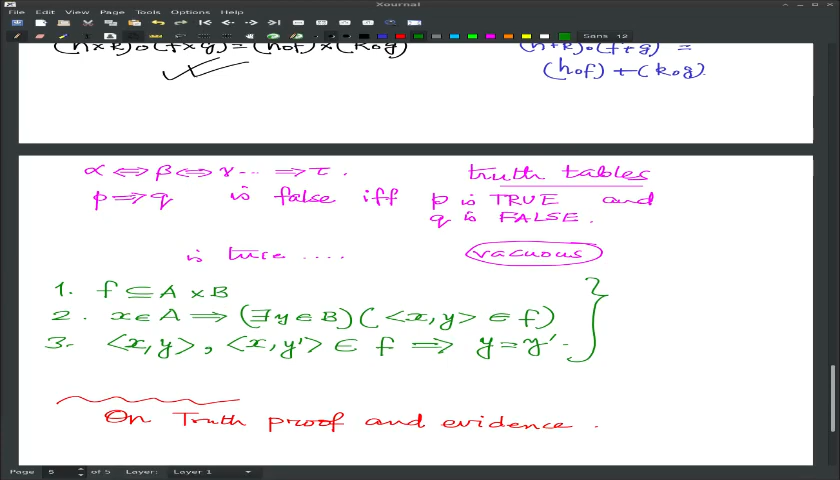 Xournal
File Edit View Page Tools Options Help
Sans 12
(h×k)∘(f×g) = (h∘f)×(k∘g)
(h+k)∘(f+g) =
(h∘f) + (k∘g)
α ⟺ β ⟺ γ ... ⟹ τ.
truth tables
p ⟹ q is false iff p is TRUE and
q is FALSE.
is ture ....
vacuous
1. f ⊆ A × B
2. x ∈ A ⟹ (∃y ∈ B)(<x,y> ∈ f)
3. <x,y>, <x,y'> ∈ f ⟹ y = y'.
On Truth proof and evidence.
Page 5 of 5 Layer: Layer 1